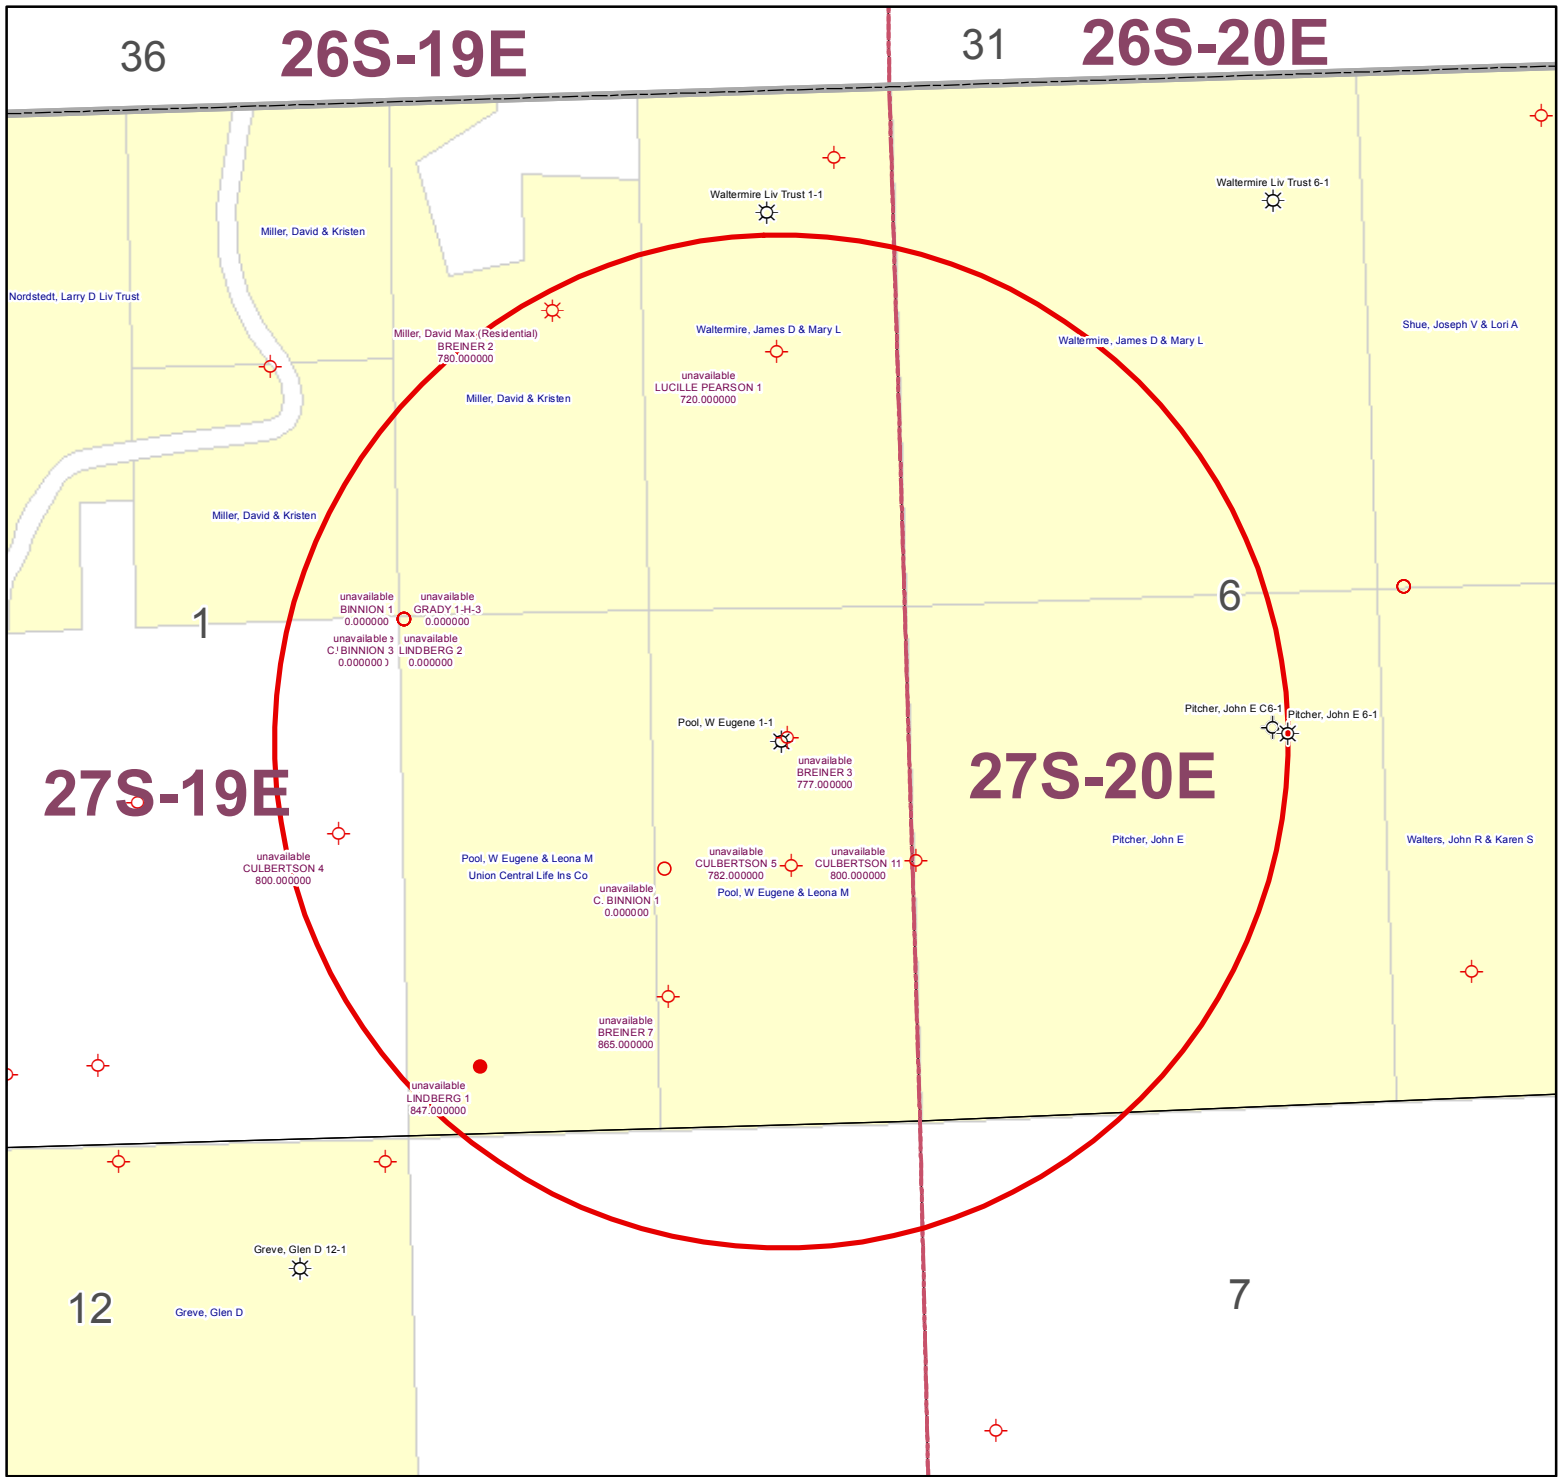 36
26S-19E
31
26S-20E
Waltermire Liv Trust 1-1
Waltermire Liv Trust 6-1
Miller, David & Kristen
Nordstedt, Larry D Liv Trust
Miller, David Max (Residential)
BREINER 2
780.000000
Waltermire, James D & Mary L
Waltermire, James D & Mary L
Shue, Joseph V & Lori A
unavailable
LUCILLE PEARSON 1
720.000000
Miller, David & Kristen
Miller, David & Kristen
unavailable
BINNION 1
0.000000
unavailable
GRADY 1-H-3
0.000000
1
6
unavailable
C. BINNION 3
0.000000
unavailable
LINDBERG 2
0.000000
Pool, W Eugene 1-1
Pitcher, John E C6-1
Pitcher, John E 6-1
unavailable
BREINER 3
777.000000
27S-19E
27S-20E
unavailable
CULBERTSON 4
800.000000
Pool, W Eugene & Leona M
Union Central Life Ins Co
unavailable
CULBERTSON 5
782.000000
unavailable
CULBERTSON 11
800.000000
Pitcher, John E
Walters, John R & Karen S
unavailable
C. BINNION 1
0.000000
Pool, W Eugene & Leona M
unavailable
BREINER 7
865.000000
unavailable
LINDBERG 1
847.000000
Greve, Glen D 12-1
12
Greve, Glen D
7